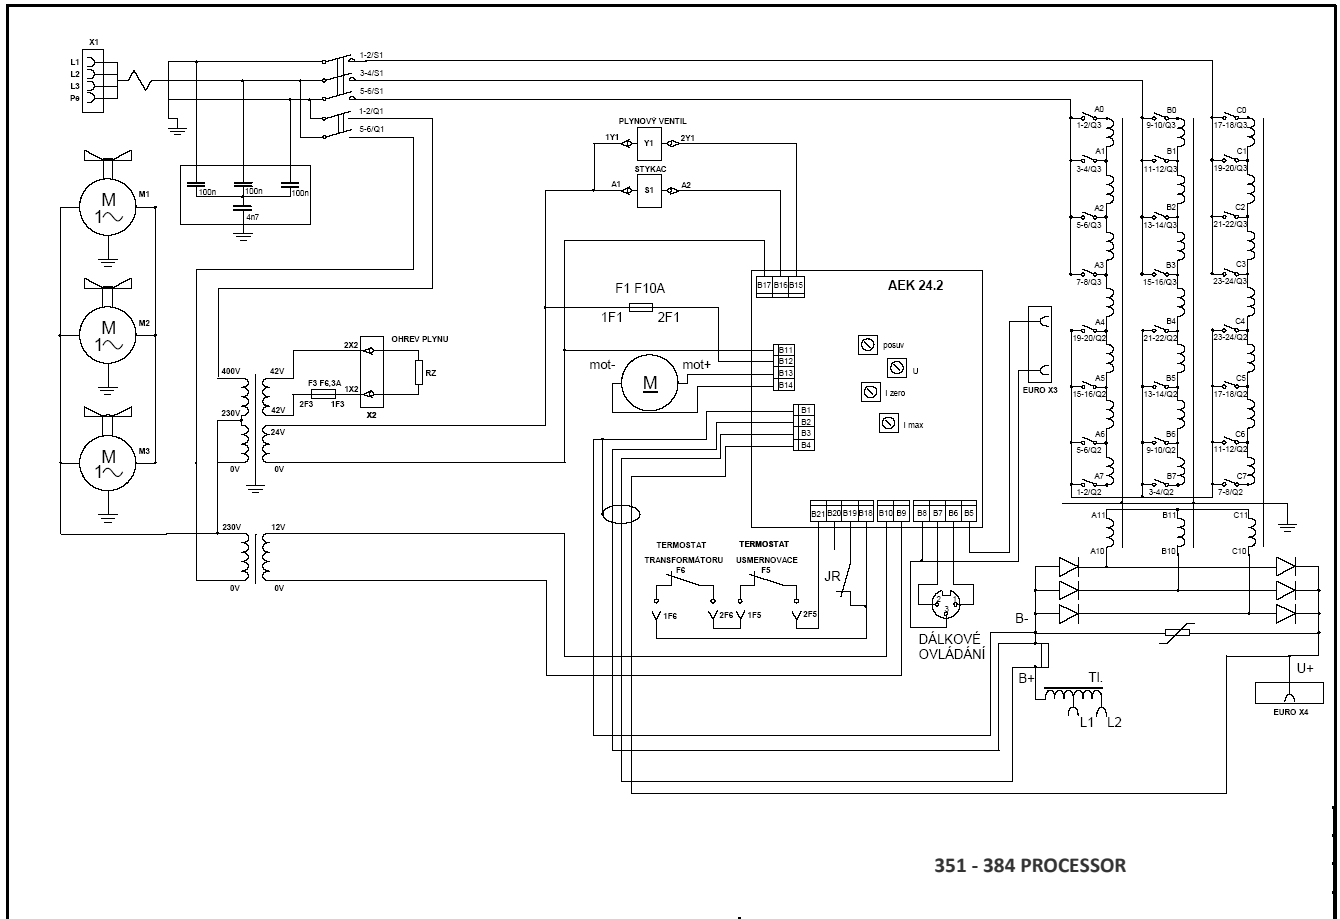 X1
L1
L2
L3
Pe
1-2/S1
3-4/S1
5-6/S1
1-2/Q1
5-6/Q1
100n
100n
100n
4n7
M
1
M1
M
1
M2
M
1
M3
PLYNOVÝ VENTIL
1Y1
Y1
2Y1
STYKAC
A1
S1
A2
F1 F10A
1F1
2F1
mot-
M
mot+
AEK 24.2
B17
B16
B15
B11
B12
B13
B14
B1
B2
B3
B4
posuv
U
I zero
I max
B21
B20
B19
B18
B10
B9
B8
B7
B6
B5
EURO X3
400V
230V
0V
42V
42V
24V
0V
F3 F6,3A
2F3
1F3
2X2
1X2
X2
OHREV PLYNU
RZ
230V
0V
12V
0V
TERMOSTAT
TRANSFORMÁTORU
F6
1F6
2F6
TERMOSTAT
USMERNOVACE
F5
1F5
2F5
JR
2
1
3
DÁLKOVÉ
OVLÁDÁNÍ
A0
1-2/Q3
A1
3-4/Q3
A2
5-6/Q3
A3
7-8/Q3
A4
19-20/Q2
A5
15-16/Q2
A6
5-6/Q2
A7
1-2/Q2
B0
9-10/Q3
B1
11-12/Q3
B2
13-14/Q3
B3
15-16/Q3
B4
21-22/Q2
B5
13-14/Q2
B6
9-10/Q2
B7
3-4/Q2
C0
17-18/Q3
C1
19-20/Q3
C2
21-22/Q3
C3
23-24/Q3
C4
23-24/Q2
C5
17-18/Q2
C6
11-12/Q2
C7
7-8/Q2
A11
A10
B11
B10
C11
C10
B-
B+
Tl.
L1
L2
U+
EURO X4
351 - 384 PROCESSOR